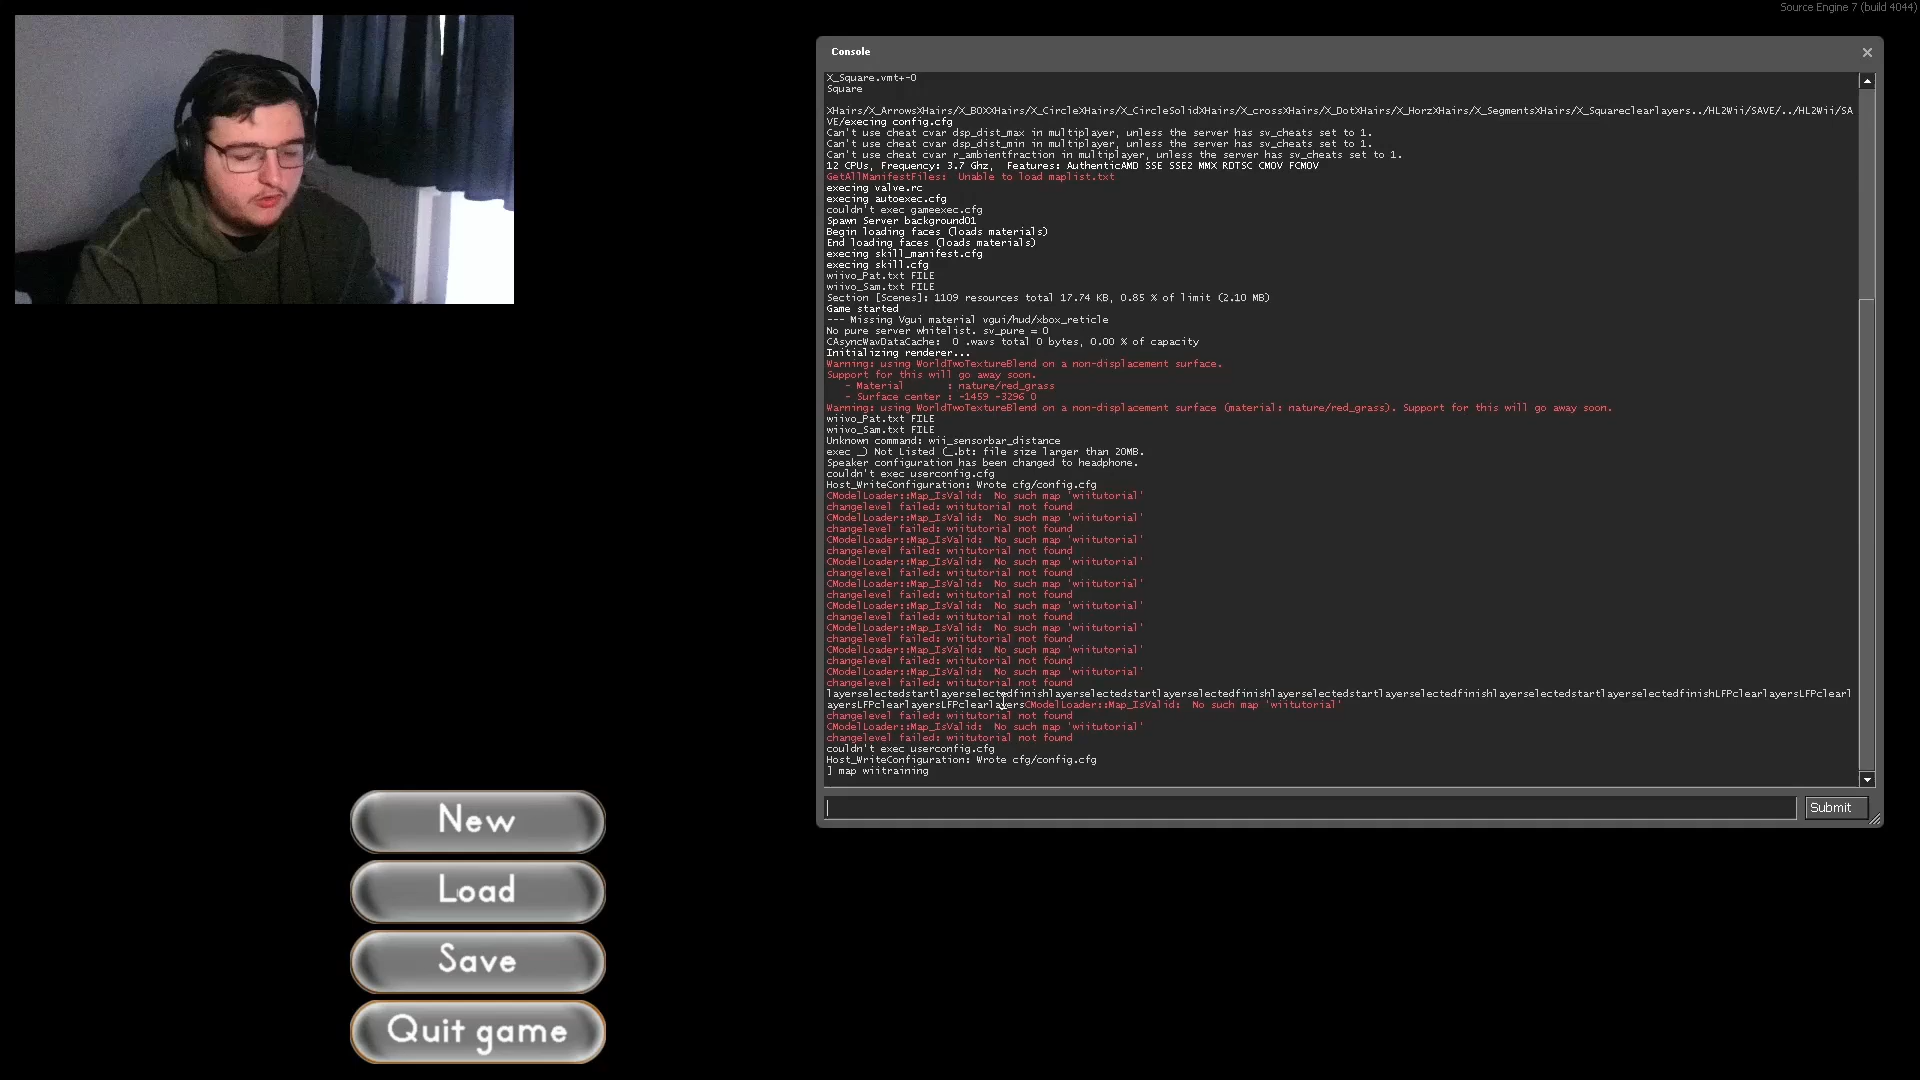 Source Engine 7 (build 4044)
Console
X_Square.vmt+-0
Square
XHairs/X_ArrowsXHairs/X_BOXXHairs/X_CircleXHairs/X_CircleSolidXHairs/X_crossXHairs/X_DotXHairs/X_HorzXHairs/X_SegmentsXHairs/X_Squareclearlayers../HL2Wii/SAVE/../HL2Wii/SA
VE/execing config.cfg
Can't use cheat cvar dsp_dist_max in multiplayer, unless the server has sv_cheats set to 1.
Can't use cheat cvar dsp_dist_min in multiplayer, unless the server has sv_cheats set to 1.
Can't use cheat cvar r_ambientfraction in multiplayer, unless the server has sv_cheats set to 1.
12 CPUs, Frequency: 3.7 Ghz,  Features: AuthenticAMD SSE SSE2 MMX RDTSC CMOV FCMOV
GetAllManifestFiles:  Unable to load maplist.txt
execing valve.rc
execing autoexec.cfg
couldn't exec gameexec.cfg
Spawn Server background01
Begin loading faces (loads materials)
End loading faces (loads materials)
execing skill_manifest.cfg
execing skill.cfg
wiivo_Pat.txt FILE
wiivo_Sam.txt FILE
Section [Scenes]: 1109 resources total 17.74 KB, 0.85 % of limit (2.10 MB)
Game started
--- Missing Vgui material vgui/hud/xbox_reticle
No pure server whitelist. sv_pure = 0
CAsyncWavDataCache:  0 .wavs total 0 bytes, 0.00 % of capacity
Initializing renderer...
Warning: using WorldTwoTextureBlend on a non-displacement surface.
Support for this will go away soon.
- Material       : nature/red_grass
- Surface center : -1459 -3296 0
Warning: using WorldTwoTextureBlend on a non-displacement surface (material: nature/red_grass). Support for this will go away soon.
wiivo_Pat.txt FILE
wiivo_Sam.txt FILE
Unknown command: wii_sensorbar_distance
exec _) Not Listed (_.bt: file size larger than 20MB.
Speaker configuration has been changed to headphone.
couldn't exec userconfig.cfg
Host_WriteConfiguration: Wrote cfg/config.cfg
CModelLoader::Map_IsValid:  No such map 'wiitutorial'
changelevel failed: wiitutorial not found
CModelLoader::Map_IsValid:  No such map 'wiitutorial'
changelevel failed: wiitutorial not found
CModelLoader::Map_IsValid:  No such map 'wiitutorial'
changelevel failed: wiitutorial not found
CModelLoader::Map_IsValid:  No such map 'wiitutorial'
changelevel failed: wiitutorial not found
CModelLoader::Map_IsValid:  No such map 'wiitutorial'
changelevel failed: wiitutorial not found
CModelLoader::Map_IsValid:  No such map 'wiitutorial'
changelevel failed: wiitutorial not found
CModelLoader::Map_IsValid:  No such map 'wiitutorial'
changelevel failed: wiitutorial not found
CModelLoader::Map_IsValid:  No such map 'wiitutorial'
changelevel failed: wiitutorial not found
CModelLoader::Map_IsValid:  No such map 'wiitutorial'
changelevel failed: wiitutorial not found
layerselectedstartlayerselectedfinishlayerselectedstartlayerselectedfinishlayerselectedstartlayerselectedfinishlayerselectedstartlayerselectedfinishLFPclearlayersLFPclearl
ayersLFPclearlayersLFPclearlayersCModelLoader::Map_IsValid:  No such map 'wiitutorial'
changelevel failed: wiitutorial not found
CModelLoader::Map_IsValid:  No such map 'wiitutorial'
changelevel failed: wiitutorial not found
couldn't exec userconfig.cfg
Host_WriteConfiguration: Wrote cfg/config.cfg
] map wiitraining
Submit
New
Load
Save
Quit game